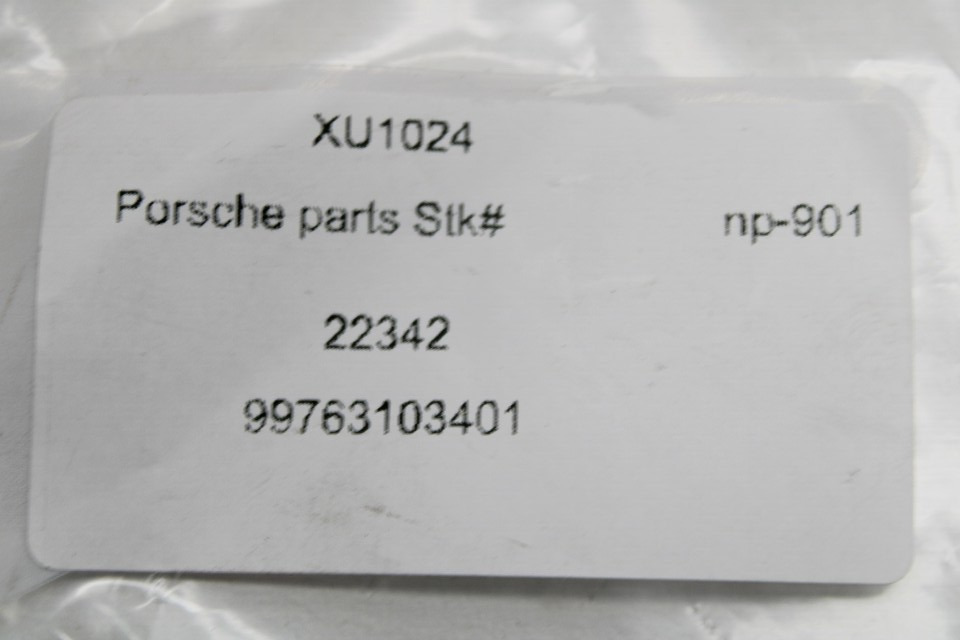 XU1024
Porsche parts Stk# np-901
22342
99763103401